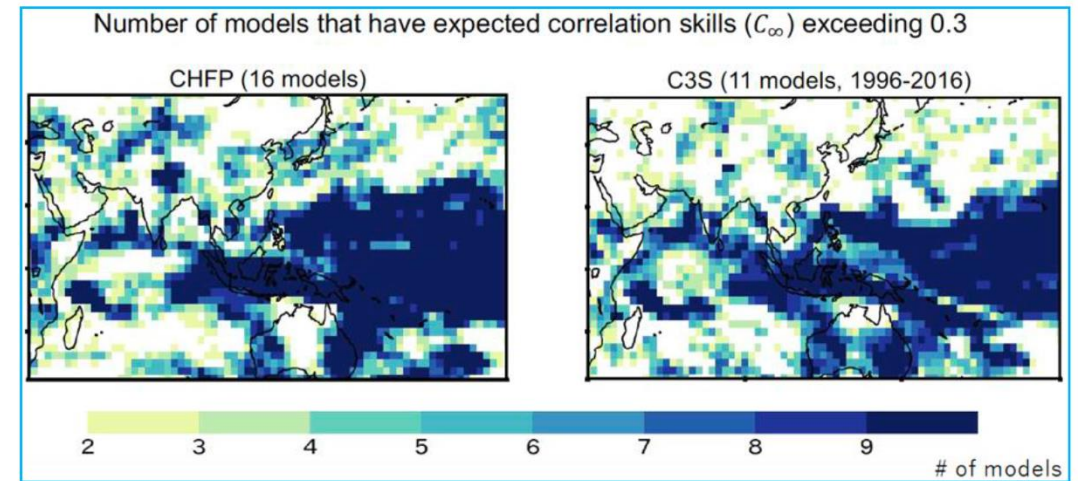 Number of models that have expected correlation skills (C∞) exceeding 0.3
CHFP (16 models)
C3S (11 models, 1996-2016)
2 3 4 5 6 7 8 9
# of models